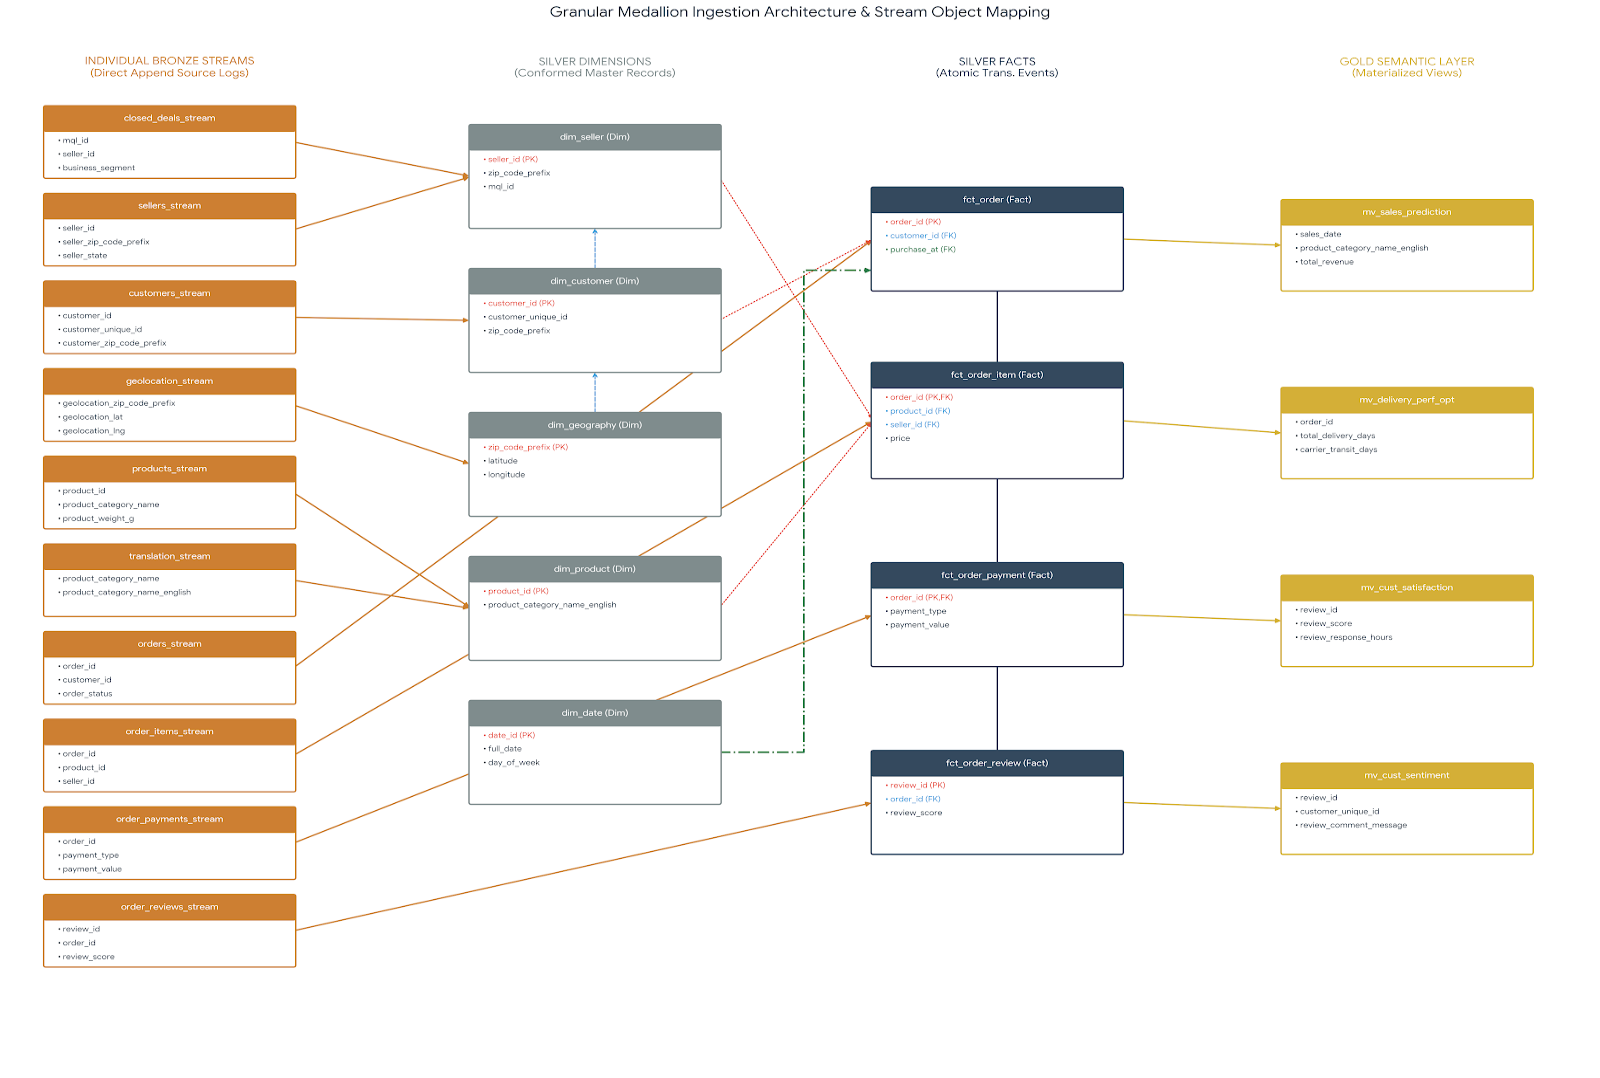 Granular Medallion Ingestion Architecture & Stream Object Mapping
INDIVIDUAL BRONZE STREAMS
(Direct Append Source Logs)
closed_deals_stream
• mql_id
• seller_id
• business_segment
sellers_stream
• seller_id
• seller_zip_code_prefix
• seller_state
customers_stream
• customer_id
• customer_unique_id
• customer_zip_code_prefix
geolocation_stream
• geolocation_zip_code_prefix
• geolocation_lat
• geolocation_lng
products_stream
• product_id
• product_category_name
• product_weight_g
translation_stream
• product_category_name
• product_category_name_english
orders_stream
• order_id
• customer_id
• order_status
order_items_stream
• order_id
• product_id
• seller_id
order_payments_stream
• order_id
• payment_type
• payment_value
order_reviews_stream
• review_id
• order_id
• review_score
SILVER DIMENSIONS
(Conformed Master Records)
dim_seller (Dim)
• seller_id (PK)
• zip_code_prefix
• mql_id
dim_customer (Dim)
• customer_id (PK)
• customer_unique_id
• zip_code_prefix
dim_geography (Dim)
• zip_code_prefix (PK)
• latitude
• longitude
dim_product (Dim)
• product_id (PK)
• product_category_name_english
dim_date (Dim)
• date_id (PK)
• full_date
• day_of_week
SILVER FACTS
(Atomic Trans. Events)
fct_order (Fact)
• order_id (PK)
• customer_id (FK)
• purchase_at (FK)
fct_order_item (Fact)
• order_id (PK,FK)
• product_id (FK)
• seller_id (FK)
• price
fct_order_payment (Fact)
• order_id (PK,FK)
• payment_type
• payment_value
fct_order_review (Fact)
• review_id (PK)
• order_id (FK)
• review_score
GOLD SEMANTIC LAYER
(Materialized Views)
mv_sales_prediction
• sales_date
• product_category_name_english
• total_revenue
mv_delivery_perf_opt
• order_id
• total_delivery_days
• carrier_transit_days
mv_cust_satisfaction
• review_id
• review_score
• review_response_hours
mv_cust_sentiment
• review_id
• customer_unique_id
• review_comment_message